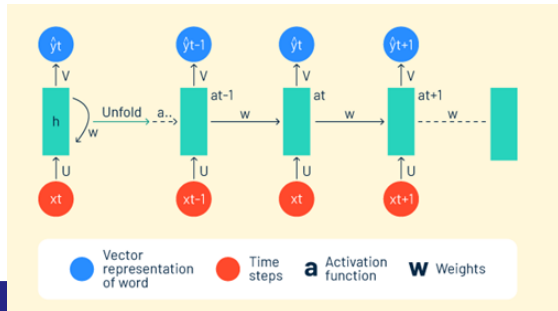 ŷt ŷt-1 ŷt ŷt+1
V V V V
at-1 at at+1
Unfold a.. w w w
h
w
U U U U
xt xt-1 xt xt+1
Vector
representation
of word
Time
steps
a Activation
function
w Weights